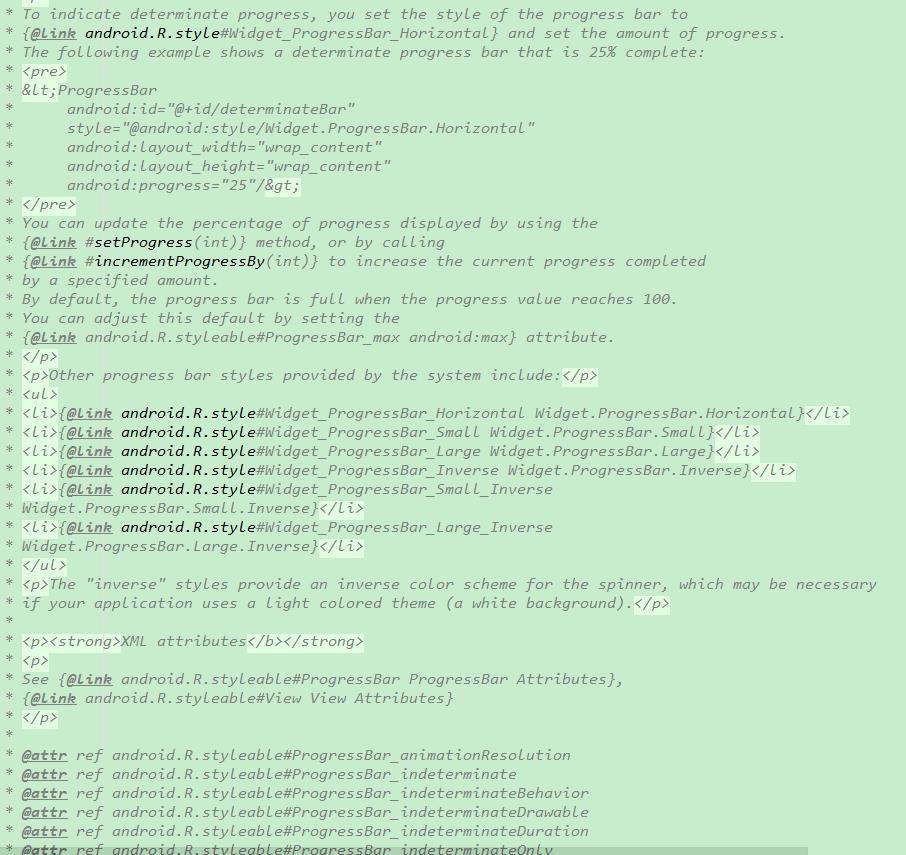 * To indicate determinate progress, you set the style of the progress bar to
* {@link android.R.style#Widget_ProgressBar_Horizontal} and set the amount of progress.
* The following example shows a determinate progress bar that is 25% complete:
* <pre>
* &lt;ProgressBar
*      android:id="@+id/determinateBar"
*      style="@android:style/Widget.ProgressBar.Horizontal"
*      android:layout_width="wrap_content"
*      android:layout_height="wrap_content"
*      android:progress="25"/&gt;
* </pre>
* You can update the percentage of progress displayed by using the
* {@link #setProgress(int)} method, or by calling
* {@link #incrementProgressBy(int)} to increase the current progress completed
* by a specified amount.
* By default, the progress bar is full when the progress value reaches 100.
* You can adjust this default by setting the
* {@link android.R.styleable#ProgressBar_max android:max} attribute.
* </p>
* <p>Other progress bar styles provided by the system include:</p>
* <ul>
* <li>{@link android.R.style#Widget_ProgressBar_Horizontal Widget.ProgressBar.Horizontal}</li>
* <li>{@link android.R.style#Widget_ProgressBar_Small Widget.ProgressBar.Small}</li>
* <li>{@link android.R.style#Widget_ProgressBar_Large Widget.ProgressBar.Large}</li>
* <li>{@link android.R.style#Widget_ProgressBar_Inverse Widget.ProgressBar.Inverse}</li>
* <li>{@link android.R.style#Widget_ProgressBar_Small_Inverse
* Widget.ProgressBar.Small.Inverse}</li>
* <li>{@link android.R.style#Widget_ProgressBar_Large_Inverse
* Widget.ProgressBar.Large.Inverse}</li>
* </ul>
* <p>The "inverse" styles provide an inverse color scheme for the spinner, which may be necessary
* if your application uses a light colored theme (a white background).</p>
*
* <p><strong>XML attributes</b></strong>
* <p>
* See {@link android.R.styleable#ProgressBar ProgressBar Attributes},
* {@link android.R.styleable#View View Attributes}
* </p>
*
* @attr ref android.R.styleable#ProgressBar_animationResolution
* @attr ref android.R.styleable#ProgressBar_indeterminate
* @attr ref android.R.styleable#ProgressBar_indeterminateBehavior
* @attr ref android.R.styleable#ProgressBar_indeterminateDrawable
* @attr ref android.R.styleable#ProgressBar_indeterminateDuration
* @attr ref android.R.styleable#ProgressBar_indeterminateOnly